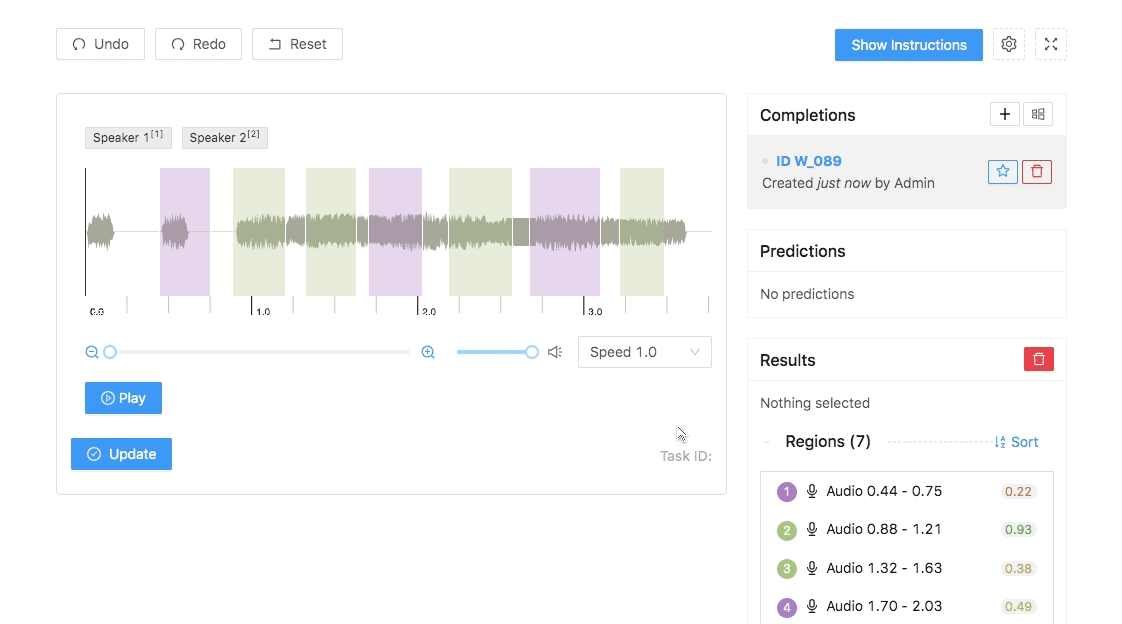 Undo Redo Reset Show Instructions
Speaker 1[1] Speaker 2[2]
0.0 1.0 2.0 3.0
Speed 1.0
Play
Update
Task ID:
Completions
ID W_089
Created just now by Admin
Predictions
No predictions
Results
Nothing selected
Regions (7) Sort
1 Audio 0.44 - 0.75 0.22
2 Audio 0.88 - 1.21 0.93
3 Audio 1.32 - 1.63 0.38
4 Audio 1.70 - 2.03 0.49